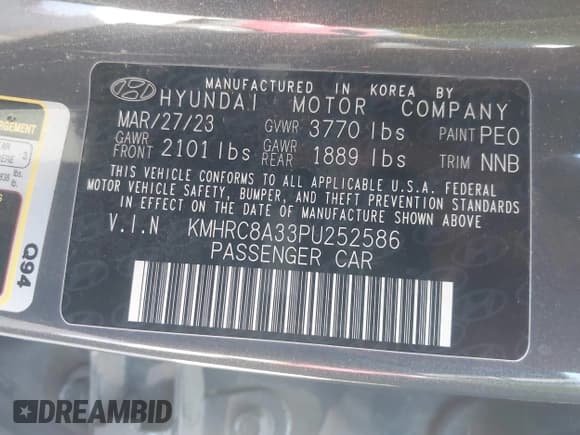 MANUFACTURED IN KOREA BY
HYUNDAI MOTOR COMPANY
MAR/27/23 GVWR 3770 lbs PAINT PE0
GAWR FRONT 2101 lbs GAWR REAR 1889 lbs TRIM NNB
THIS VEHICLE CONFORMS TO ALL APPLICABLE U.S.A. FEDERAL
MOTOR VEHICLE SAFETY, BUMPER, AND THEFT PREVENTION STANDARDS
IN EFFECT ON THE DATE OF MANUFACTURE SHOWN ABOVE
V.I.N KMHRC8A33PU252586
PASSENGER CAR
Q94
DREAMBID